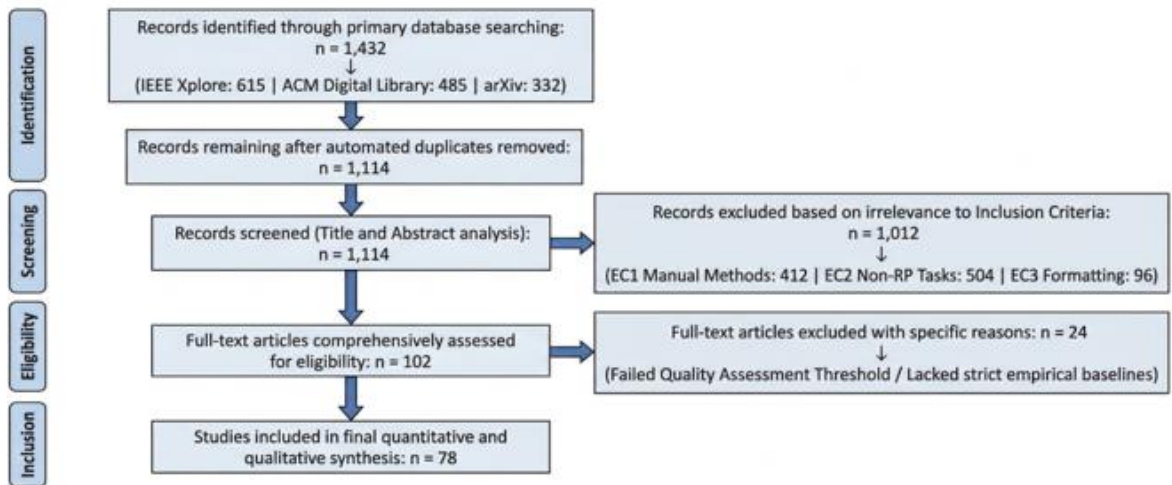 Identification
Records identified through primary database searching:
n = 1,432
↓
(IEEE Xplore: 615 | ACM Digital Library: 485 | arXiv: 332)
Records remaining after automated duplicates removed:
n = 1,114
Screening
Records screened (Title and Abstract analysis):
n = 1,114
Records excluded based on irrelevance to Inclusion Criteria:
n = 1,012
↓
(EC1 Manual Methods: 412 | EC2 Non-RP Tasks: 504 | EC3 Formatting: 96)
Eligibility
Full-text articles comprehensively assessed
for eligibility: n = 102
Full-text articles excluded with specific reasons: n = 24
↓
(Failed Quality Assessment Threshold / Lacked strict empirical baselines)
Inclusion
Studies included in final quantitative and
qualitative synthesis: n = 78